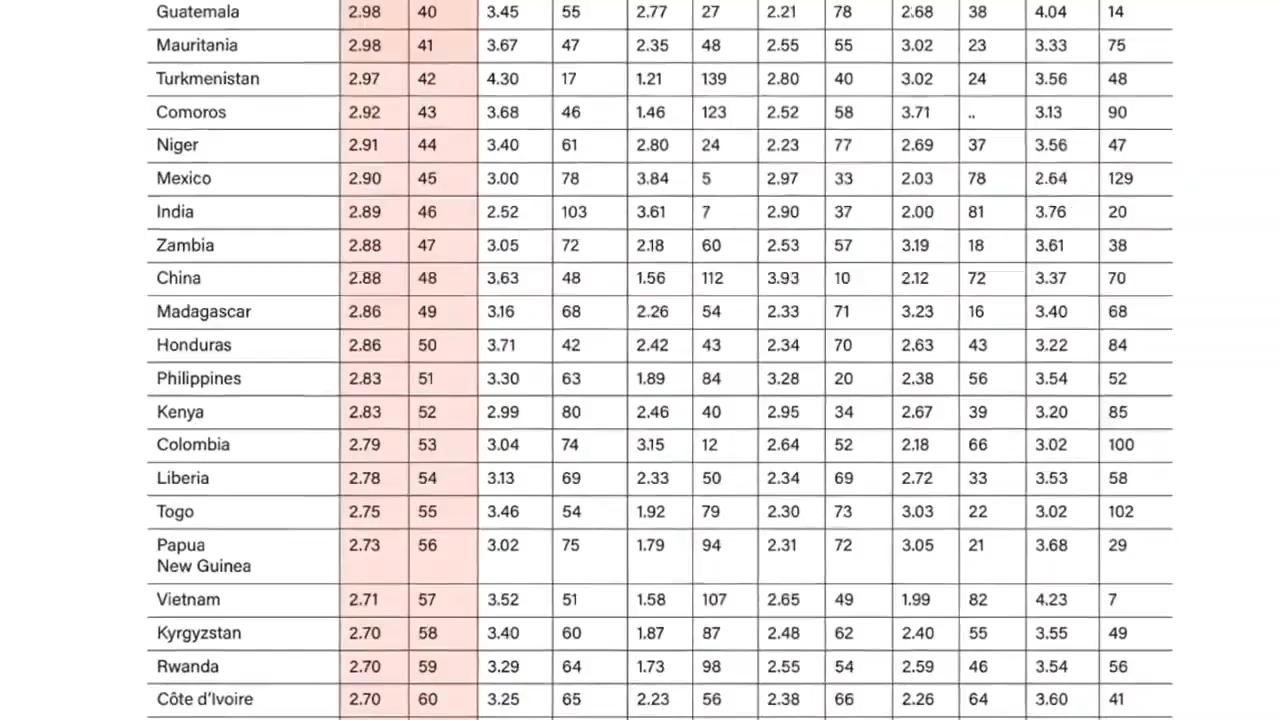 Guatemala 2.98 40 3.45 55 2.77 27 2.21 78 2.68 38 4.04 14
Mauritania 2.98 41 3.67 47 2.35 48 2.55 55 3.02 23 3.33 75
Turkmenistan 2.97 42 4.30 17 1.21 139 2.80 40 3.02 24 3.56 48
Comoros 2.92 43 3.68 46 1.46 123 2.52 58 3.71 .. 3.13 90
Niger 2.91 44 3.40 61 2.80 24 2.23 77 2.69 37 3.56 47
Mexico 2.90 45 3.00 78 3.84 5 2.97 33 2.03 78 2.64 129
India 2.89 46 2.52 103 3.61 7 2.90 37 2.00 81 3.76 20
Zambia 2.88 47 3.05 72 2.18 60 2.53 57 3.19 18 3.61 38
China 2.88 48 3.63 48 1.56 112 3.93 10 2.12 72 3.37 70
Madagascar 2.86 49 3.16 68 2.26 54 2.33 71 3.23 16 3.40 68
Honduras 2.86 50 3.71 42 2.42 43 2.34 70 2.63 43 3.22 84
Philippines 2.83 51 3.30 63 1.89 84 3.28 20 2.38 56 3.54 52
Kenya 2.83 52 2.99 80 2.46 40 2.95 34 2.67 39 3.20 85
Colombia 2.79 53 3.04 74 3.15 12 2.64 52 2.18 66 3.02 100
Liberia 2.78 54 3.13 69 2.33 50 2.34 69 2.72 33 3.53 58
Togo 2.75 55 3.46 54 1.92 79 2.30 73 3.03 22 3.02 102
Papua 2.73 56 3.02 75 1.79 94 2.31 72 3.05 21 3.68 29
New Guinea
Vietnam 2.71 57 3.52 51 1.58 107 2.65 49 1.99 82 4.23 7
Kyrgyzstan 2.70 58 3.40 60 1.87 87 2.48 62 2.40 55 3.55 49
Rwanda 2.70 59 3.29 64 1.73 98 2.55 54 2.59 46 3.54 56
Côte d'Ivoire 2.70 60 3.25 65 2.23 56 2.38 66 2.26 64 3.60 41